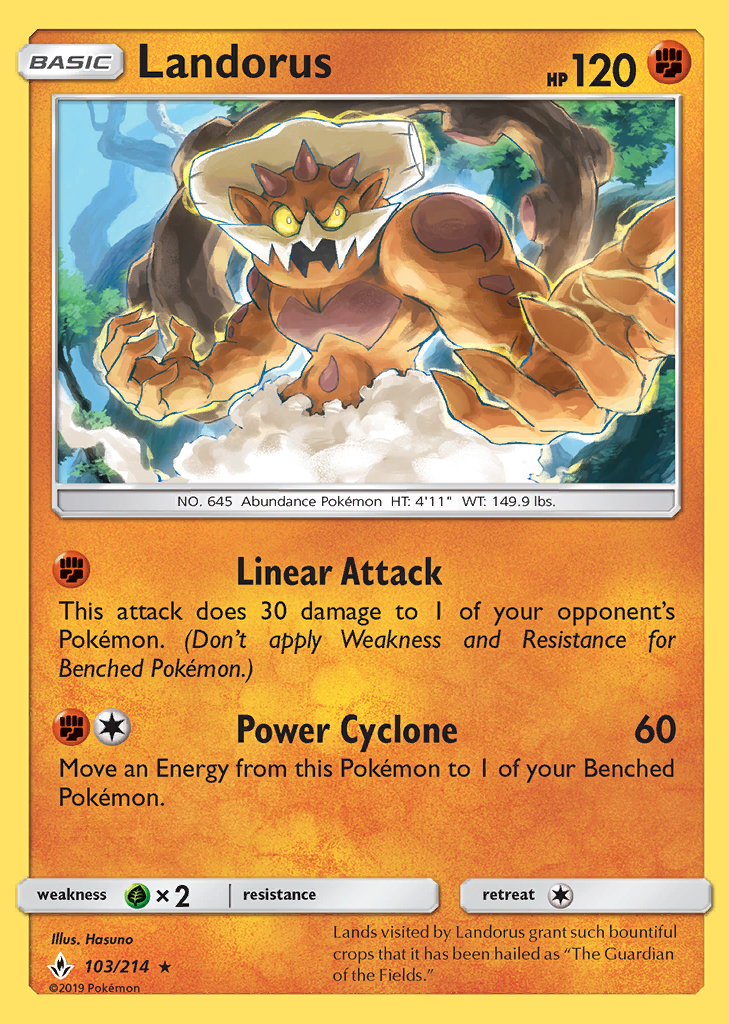 BASIC Landorus HP 120
NO. 645 Abundance Pokémon HT: 4'11" WT: 149.9 lbs.
Linear Attack
This attack does 30 damage to 1 of your opponent's
Pokémon. (Don't apply Weakness and Resistance for
Benched Pokémon.)
Power Cyclone 60
Move an Energy from this Pokémon to 1 of your Benched
Pokémon.
weakness ×2 resistance retreat
Illus. Hasuno
103/214 ★
©2019 Pokémon
Lands visited by Landorus grant such bountiful
crops that it has been hailed as “The Guardian
of the Fields.”